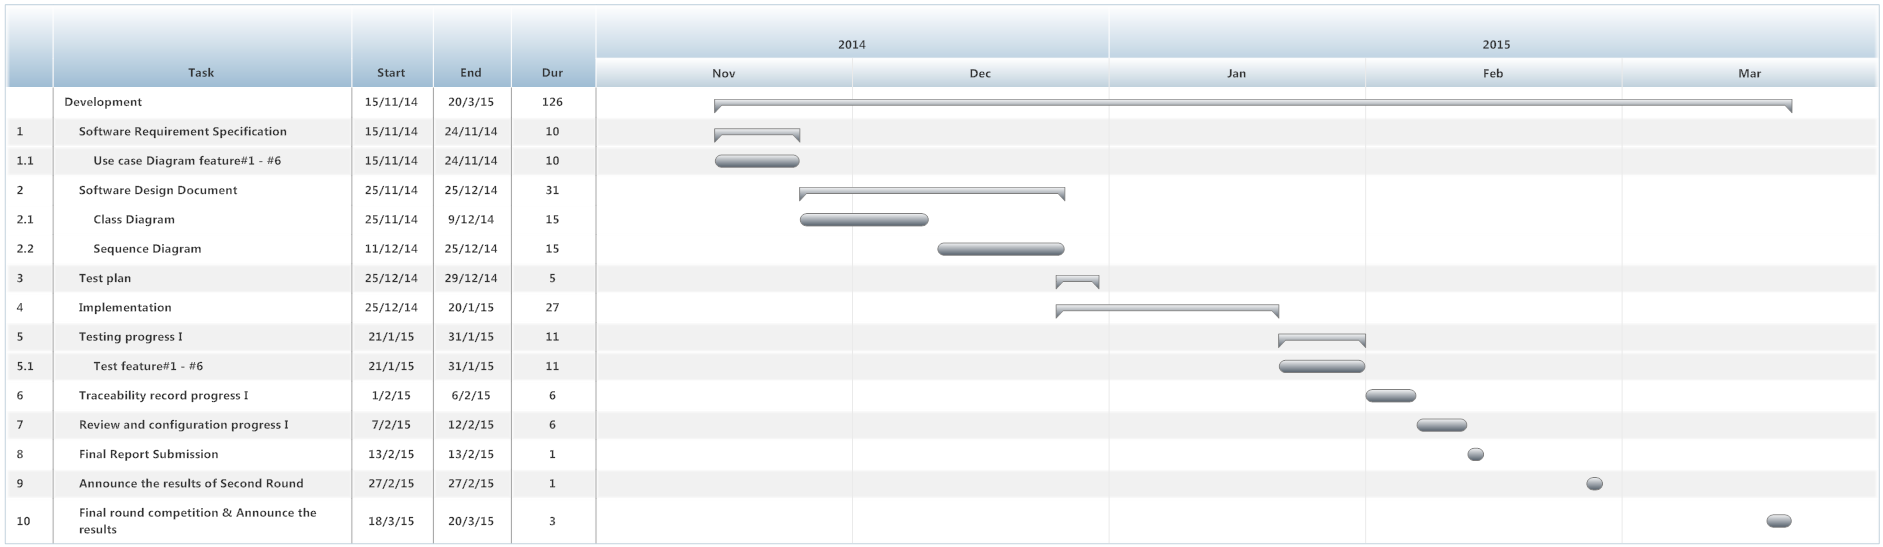 2014 2015
Task Start End Dur Nov Dec Jan Feb Mar
Development 15/11/14 20/3/15 126
1 Software Requirement Specification 15/11/14 24/11/14 10
1.1 Use case Diagram feature#1 - #6 15/11/14 24/11/14 10
2 Software Design Document 25/11/14 25/12/14 31
2.1 Class Diagram 25/11/14 9/12/14 15
2.2 Sequence Diagram 11/12/14 25/12/14 15
3 Test plan 25/12/14 29/12/14 5
4 Implementation 25/12/14 20/1/15 27
5 Testing progress I 21/1/15 31/1/15 11
5.1 Test feature#1 - #6 21/1/15 31/1/15 11
6 Traceability record progress I 1/2/15 6/2/15 6
7 Review and configuration progress I 7/2/15 12/2/15 6
8 Final Report Submission 13/2/15 13/2/15 1
9 Announce the results of Second Round 27/2/15 27/2/15 1
10 Final round competition & Announce the
results 18/3/15 20/3/15 3